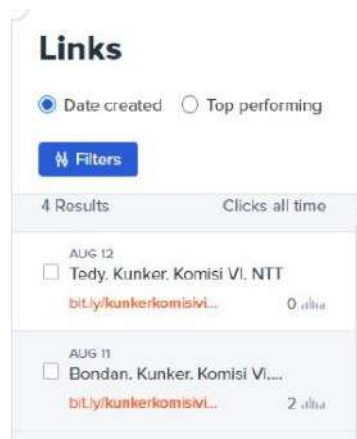 Links
Date created Top performing
Filters
4 Results Clicks all time
AUG 12
Tedy. Kunker. Komisi VI. NTT
bit.ly/kunkerkomisivi... 0
AUG 11
Bondan. Kunker. Komisi Vi....
bit.ly/kunkerkomisivi... 2